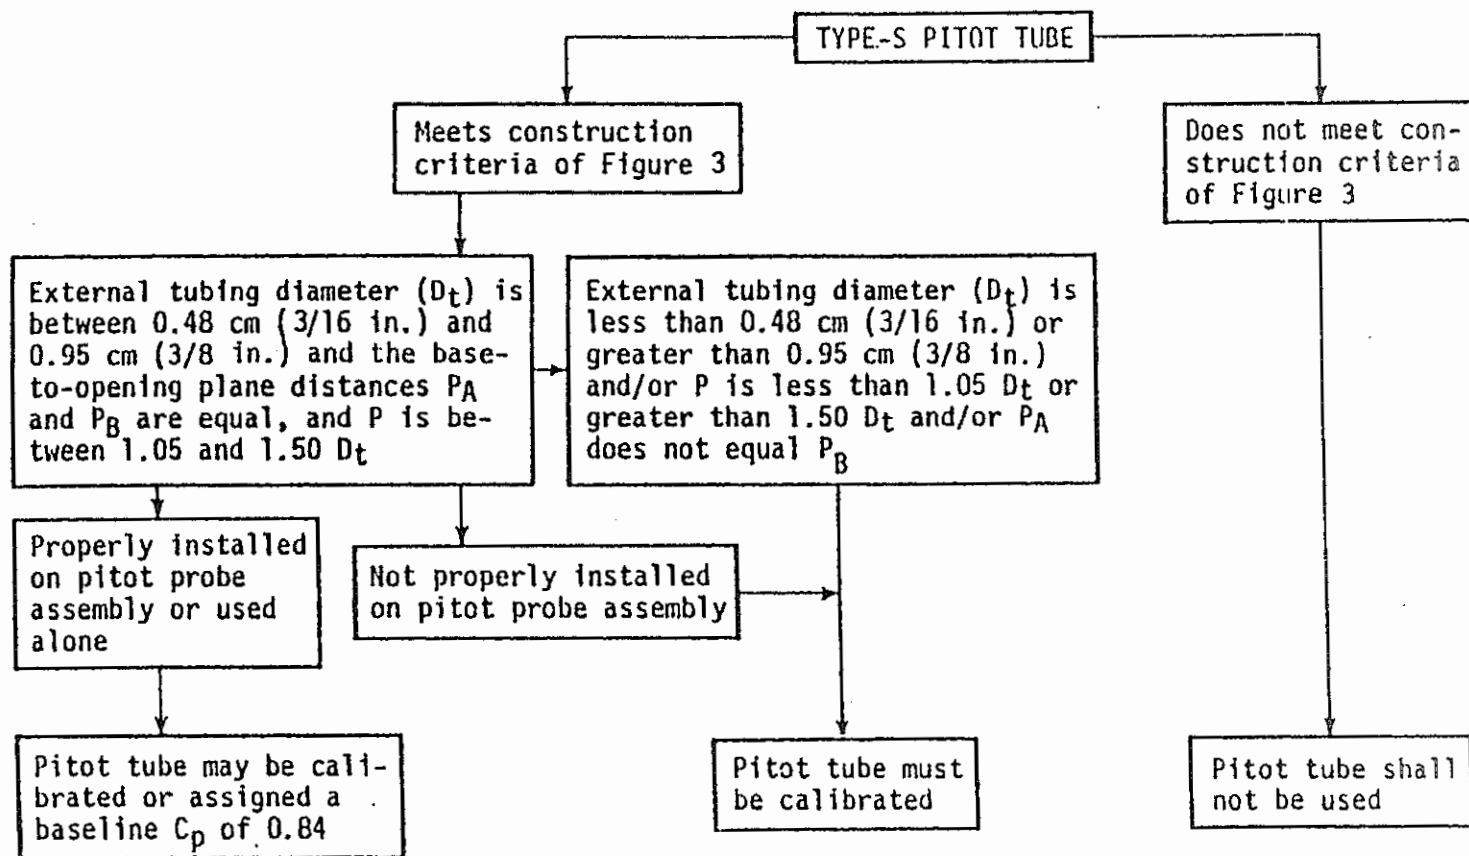 TYPE-S PITOT TUBE
Meets construction
criteria of Figure 3
Does not meet con-
struction criteria
of Figure 3
External tubing diameter (Dt) is
between 0.48 cm (3/16 in.) and
0.95 cm (3/8 in.) and the base-
to-opening plane distances PA
and PB are equal, and P is be-
tween 1.05 and 1.50 Dt
External tubing diameter (Dt) is
less than 0.48 cm (3/16 in.) or
greater than 0.95 cm (3/8 in.)
and/or P is less than 1.05 Dt or
greater than 1.50 Dt and/or PA
does not equal PB
Properly installed
on pitot probe
assembly or used
alone
Not properly installed
on pitot probe assembly
Pitot tube may be cali-
brated or assigned a
baseline Cp of 0.84
Pitot tube must
be calibrated
Pitot tube shall
not be used